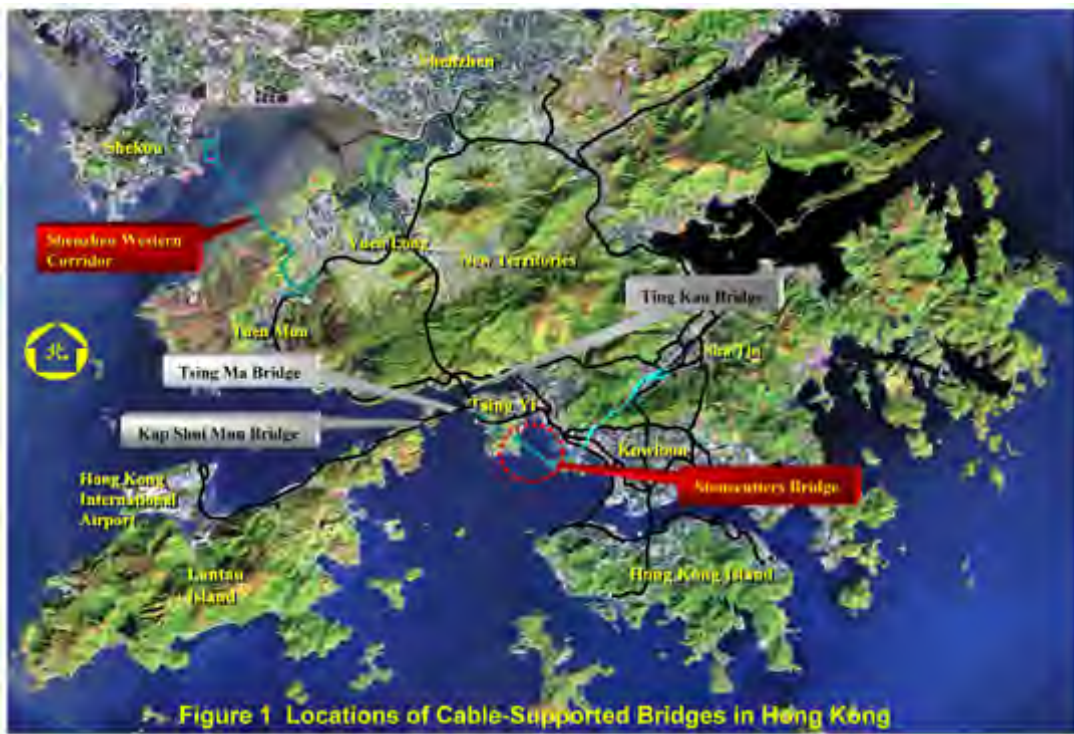 Shenzhen
Shekou
Shenzhen Western
Corridor
Yuen Long
New Territories
Ting Kau Bridge
Tuen Mun
北
Sha Tin
Tsing Ma Bridge
Tsing Yi
Kap Shui Mun Bridge
Kowloon
Hong Kong
International
Airport
Stonecutters Bridge
Lantau
Island
Hong Kong Island
Figure 1 Locations of Cable-Supported Bridges in Hong Kong